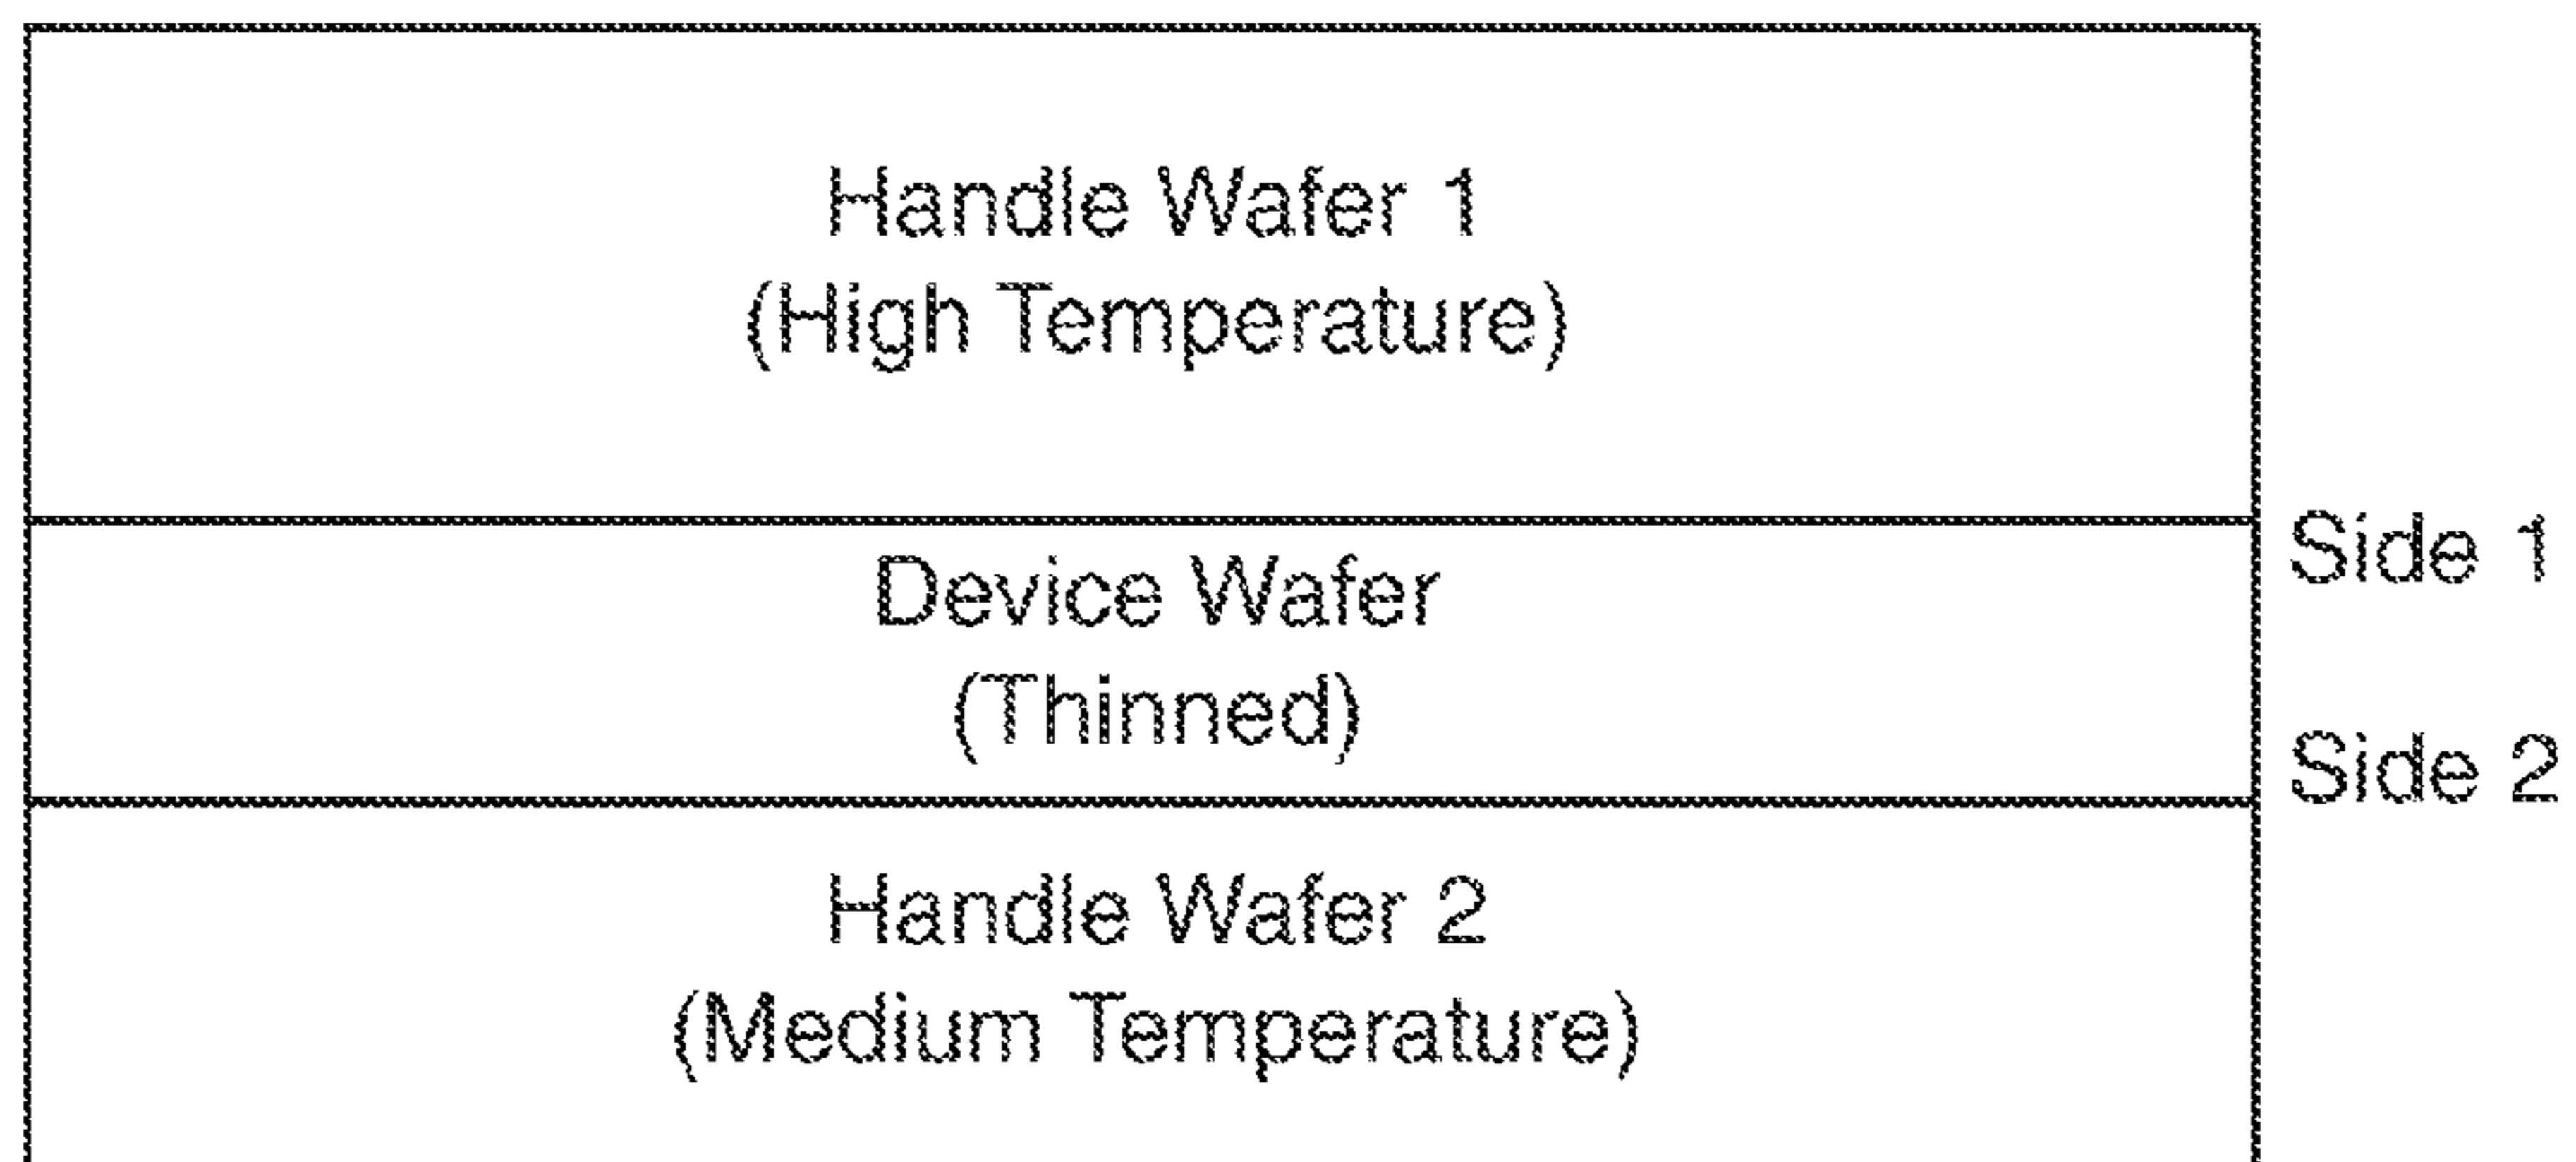 Handle Wafer 1
(High Temperature)
Side 1
Device Wafer
(Thinned)
Side 2
Handle Wafer 2
(Medium Temperature)